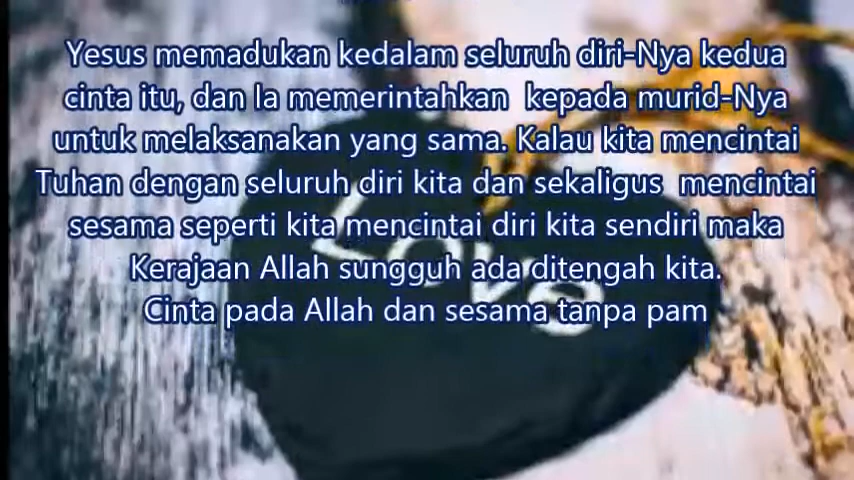 Yesus memadukan kedalam seluruh diri-Nya kedua
cinta itu, dan Ia memerintahkan kepada murid-Nya
untuk melaksanakan yang sama. Kalau kita mencintai
Tuhan dengan seluruh diri kita dan sekaligus mencintai
sesama seperti kita mencintai diri kita sendiri maka
Kerajaan Allah sungguh ada ditengah kita.
Cinta pada Allah dan sesama tanpa pam
Love